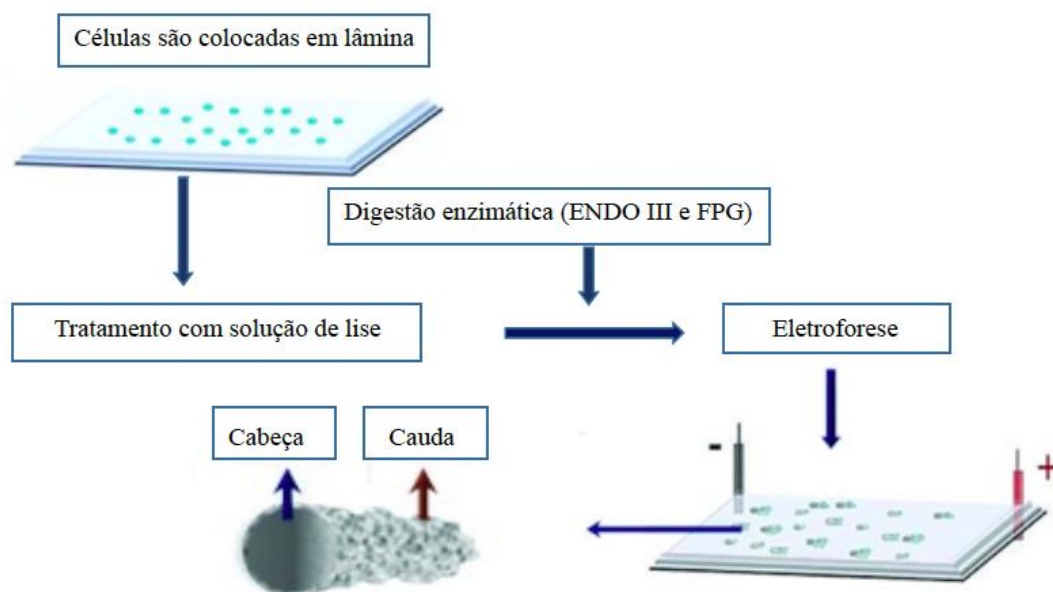 Células são colocadas em lâmina
Digestão enzimática (ENDO III e FPG)
Tratamento com solução de lise
Eletroforese
Cabeça
Cauda
-
+